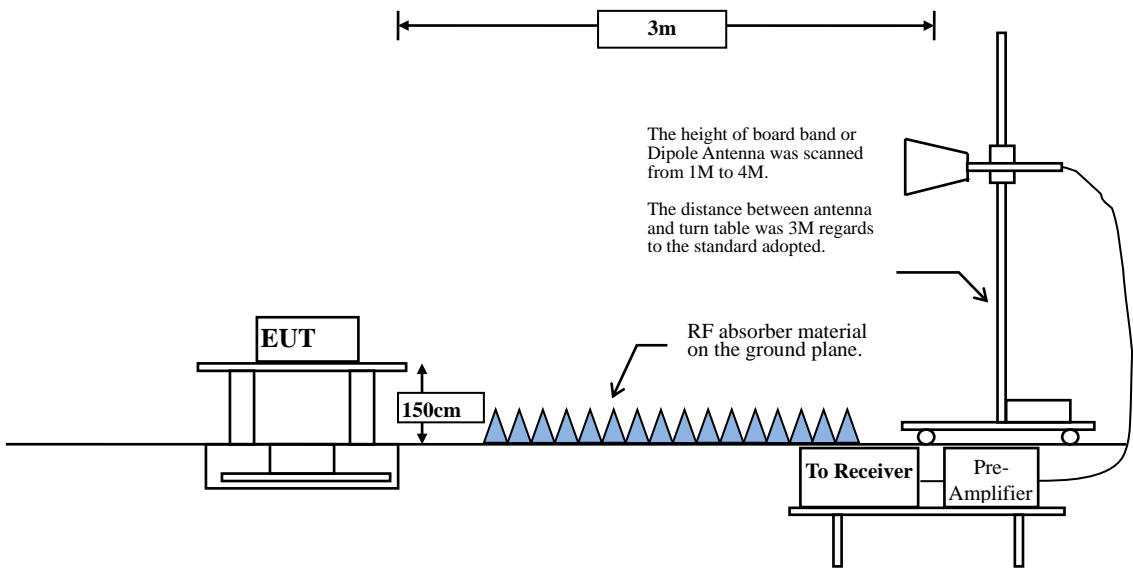 3m
The height of board band or
Dipole Antenna was scanned
from 1M to 4M.
The distance between antenna
and turn table was 3M regards
to the standard adopted.
EUT
RF absorber material
on the ground plane.
150cm
To Receiver
Pre-
Amplifier